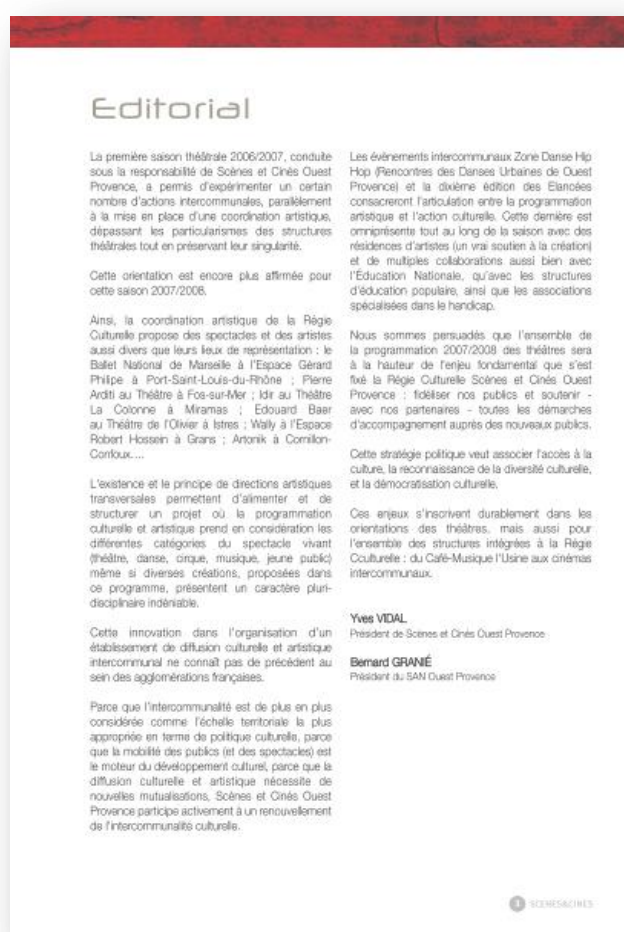 Editorial
La première saison théâtrale 2006/2007, conduite
sous la responsabilité de Scènes et Cinés Ouest
Provence, a permis d'expérimenter un certain
nombre d'actions intercommunales, parallèlement
à la mise en place d'une coordination artistique,
dépassant les particularismes des structures
théâtrales tout en préservant leur singularité.
Cette orientation est encore plus affirmée pour
cette saison 2007/2008.
Ainsi, la coordination artistique de la Régie
Culturelle propose des spectacles et des artistes
aussi divers que leurs lieux de représentation : le
Ballet National de Marseille à l'Espace Gérard
Philipe à Port-Saint-Louis-du-Rhône ; Pierre
Arditi au Théâtre à Fos-sur-Mer ; Idir au Théâtre
La Colonne à Miramas ; Edouard Baer
au Théâtre de l'Olivier à Istres ; Wally à l'Espace
Robert Hossein à Grans ; Artonik à Cornillon-
Confoux....
L'existence et le principe de directions artistiques
transversales permettent d'alimenter et de
structurer un projet où la programmation
culturelle et artistique prend en considération les
différentes catégories du spectacle vivant
(théâtre, danse, cirque, musique, jeune public)
même si diverses créations, proposées dans
ce programme, présentent un caractère pluri-
disciplinaire indéniable.
Cette innovation dans l'organisation d'un
établissement de diffusion culturelle et artistique
intercommunal ne connaît pas de précédent au
sein des agglomérations françaises.
Parce que l'intercommunalité est de plus en plus
considérée comme l'échelle territoriale la plus
appropriée en terme de politique culturelle, parce
que la mobilité des publics (et des spectacles) est
le moteur du développement culturel, parce que la
diffusion culturelle et artistique nécessite de
nouvelles mutualisations, Scènes et Cinés Ouest
Provence participe activement à un renouvellement
de l'intercommunalité culturelle.
Les évènements intercommunaux Zone Danse Hip
Hop (Rencontres des Danses Urbaines de Ouest
Provence) et la dixième édition des Elancées
consacreront l'articulation entre la programmation
artistique et l'action culturelle. Cette dernière est
omniprésente tout au long de la saison avec des
résidences d'artistes (un vrai soutien à la création)
et de multiples collaborations aussi bien avec
l'Éducation Nationale, qu'avec les structures
d'éducation populaire, ainsi que les associations
spécialisées dans le handicap.
Nous sommes persuadés que l'ensemble de
la programmation 2007/2008 des théâtres sera
à la hauteur de l'enjeu fondamental que s'est
fixé la Régie Culturelle Scènes et Cinés Ouest
Provence : fidéliser nos publics et soutenir -
avec nos partenaires - toutes les démarches
d'accompagnement auprès des nouveaux publics.
Cette stratégie politique veut associer l'accès à la
culture, la reconnaissance de la diversité culturelle,
et la démocratisation culturelle.
Ces enjeux s'inscrivent durablement dans les
orientations des théâtres, mais aussi pour
l'ensemble des structures intégrées à la Régie
Cculturelle : du Café-Musique l'Usine aux cinémas
intercommunaux.
Yves VIDAL
Président de Scènes et Cinés Ouest Provence
Bernard GRANIÉ
Président du SAN Ouest Provence
SCENES&CINES